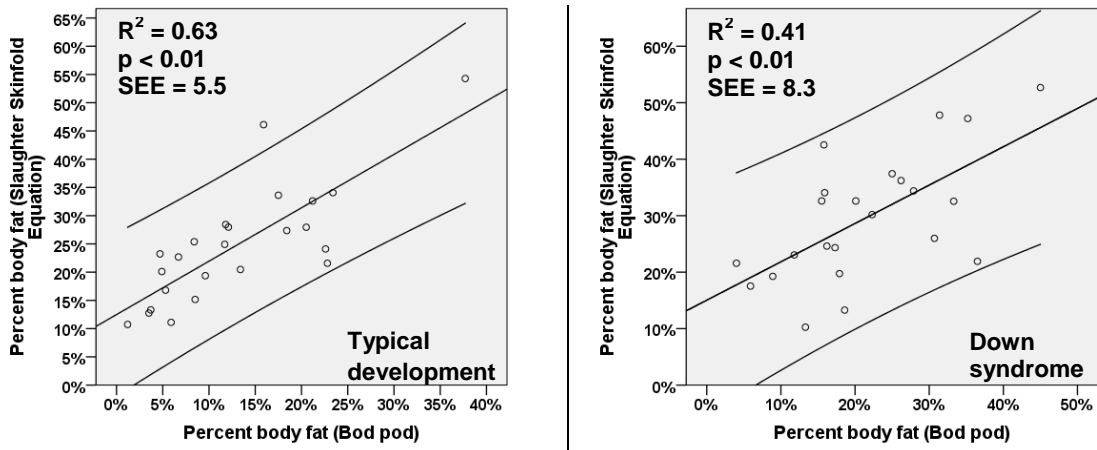 Percent body fat (Slaughter Skinfold
Equation)
65%
60%
55%
50%
45%
40%
35%
30%
25%
20%
15%
10%
5%
0%
R² = 0.63
p < 0.01
SEE = 5.5
Typical
development
0% 5% 10% 15% 20% 25% 30% 35% 40%
Percent body fat (Bod pod)
Percent body fat (Slaughter Skinfold
Equation)
60%
50%
40%
30%
20%
10%
0%
R² = 0.41
p < 0.01
SEE = 8.3
Down
syndrome
0% 10% 20% 30% 40% 50%
Percent body fat (Bod pod)